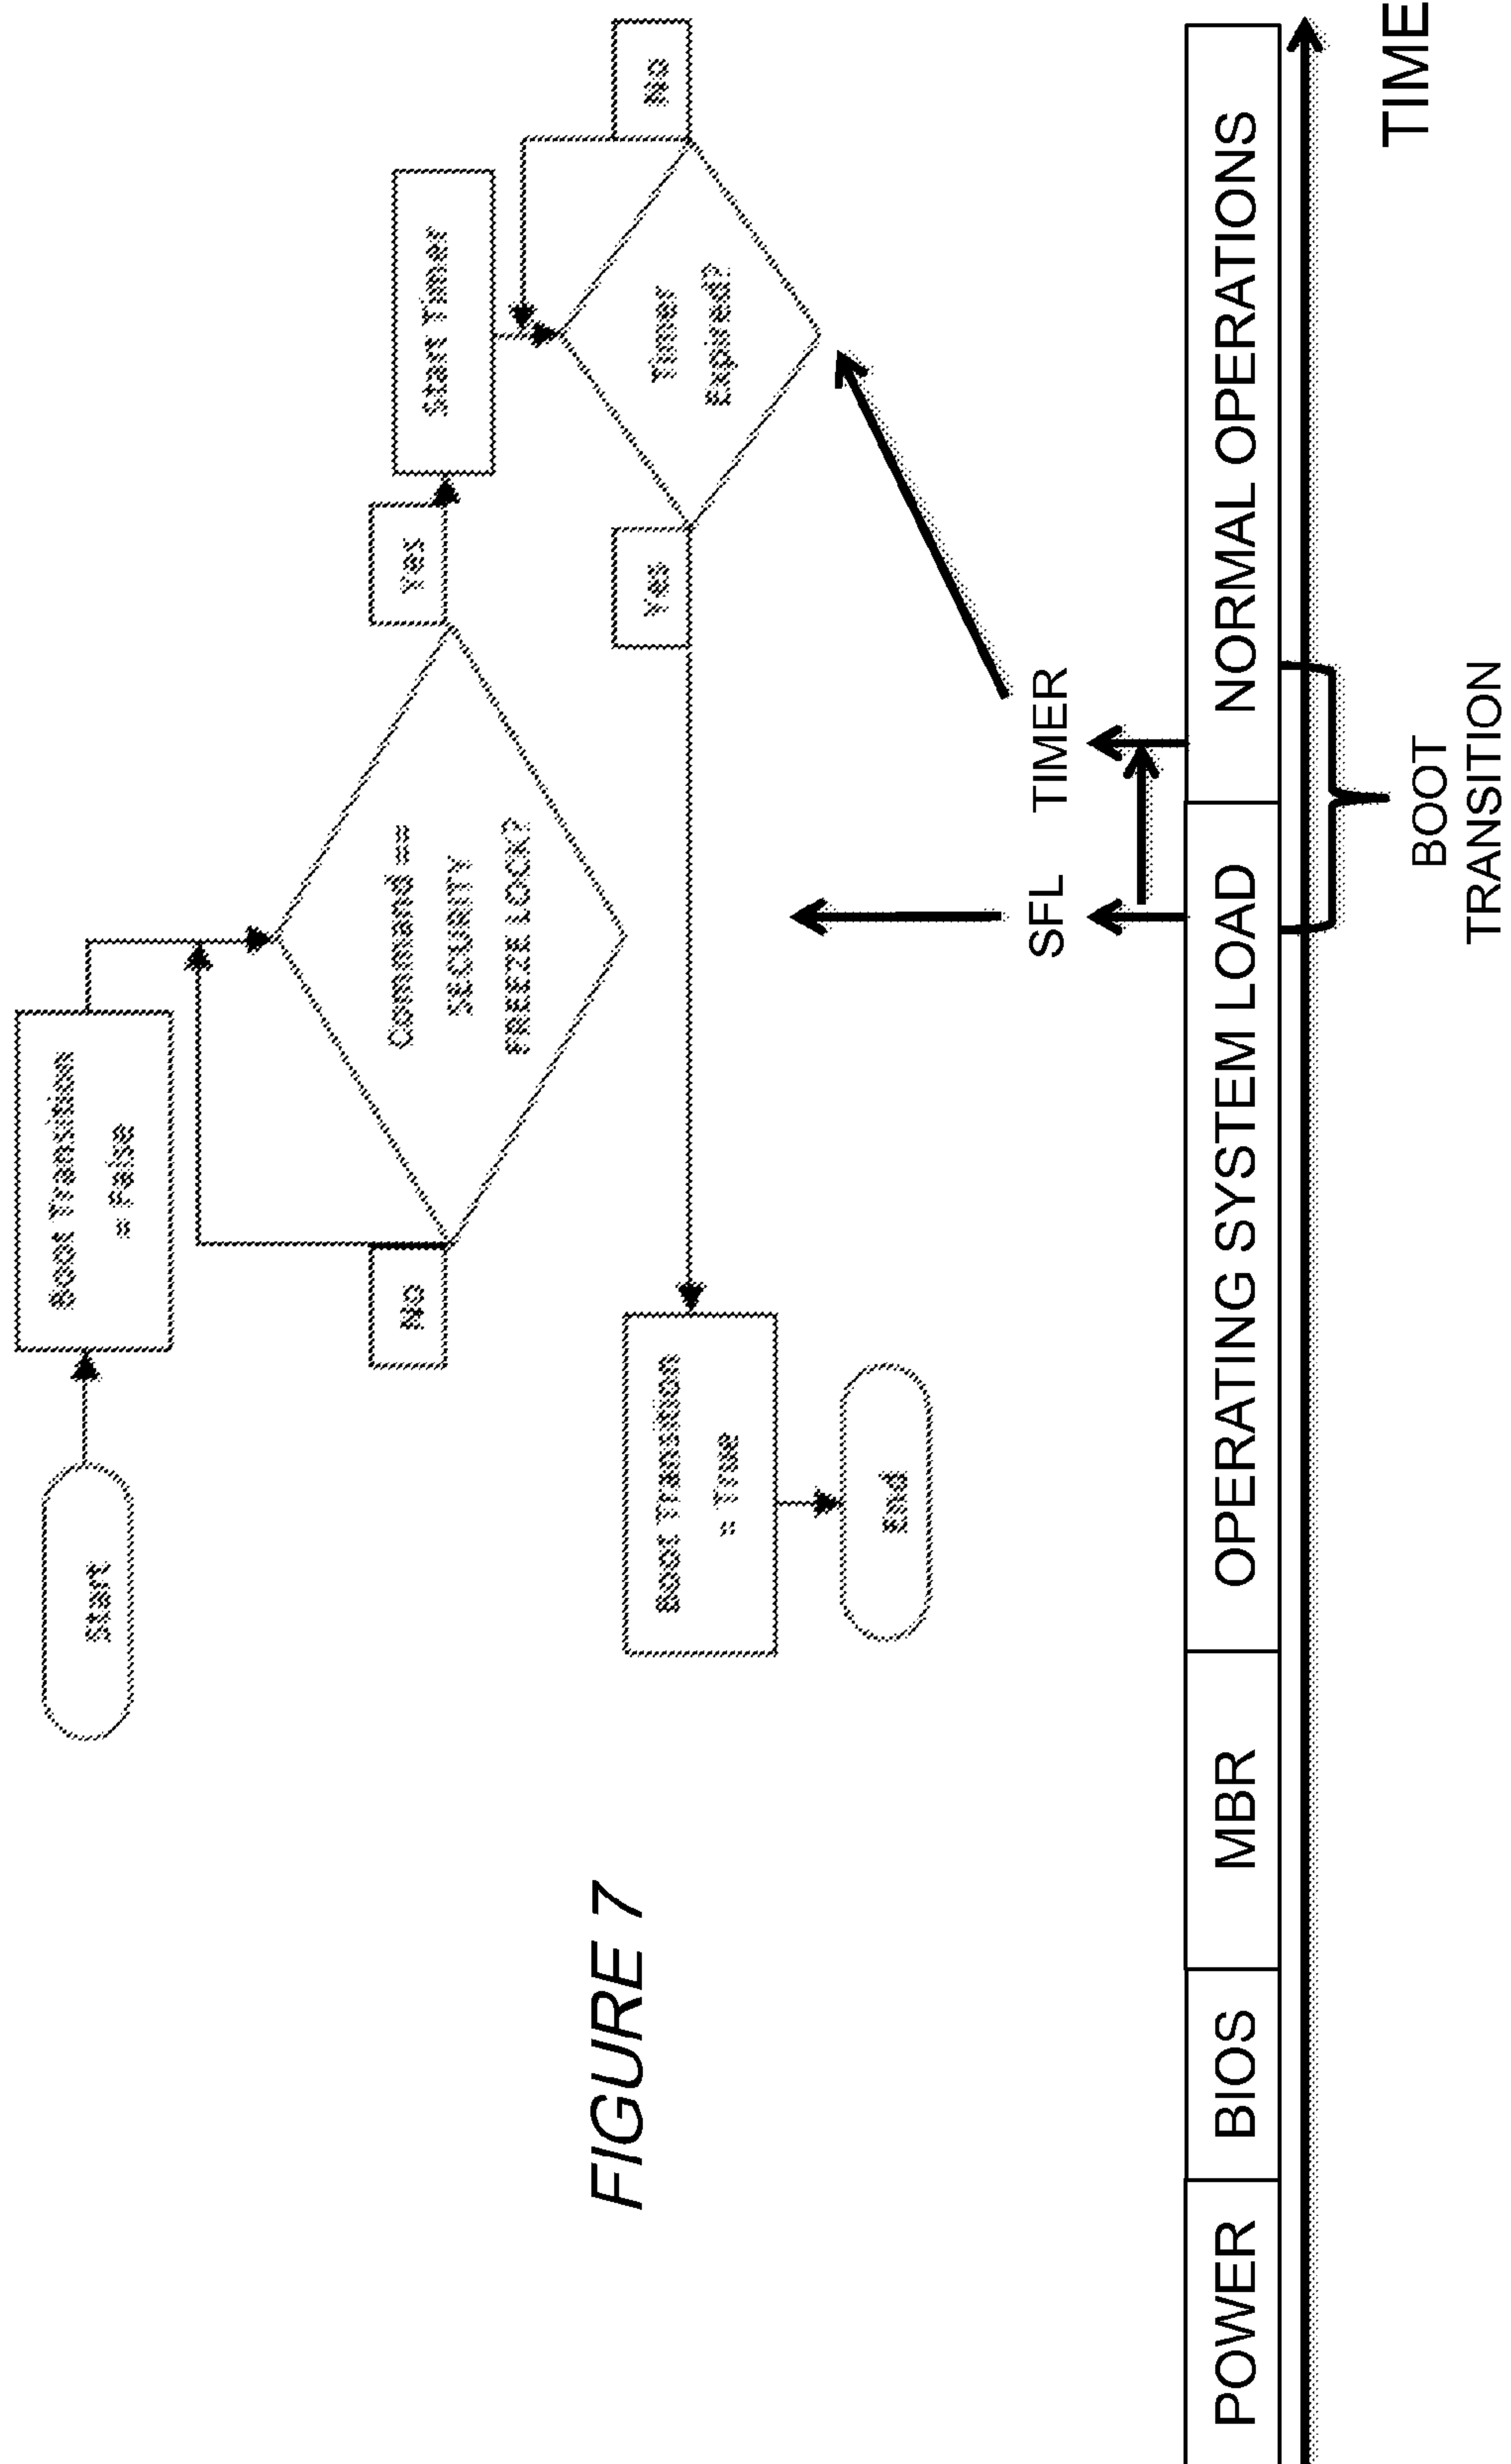 Start
Boot Transition
= False
Command ==
SECURITY
FREEZE LOCK?
No
Yes
Start Timer
Timer
Expired?
No
Yes
Boot Transition
= True
End
FIGURE 7
SFL
TIMER
POWER
BIOS
MBR
OPERATING SYSTEM LOAD
NORMAL OPERATIONS
BOOT
TRANSITION
TIME